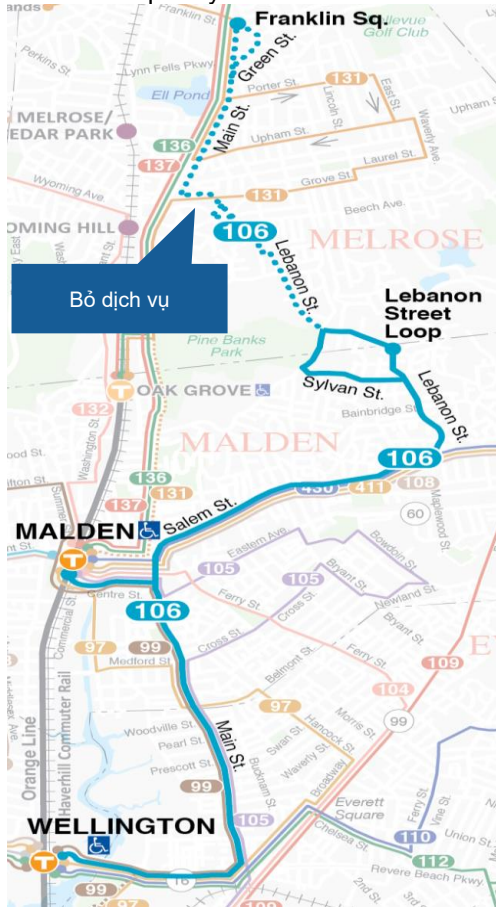 Franklin Sq.
Bellevue
Golf Club
Green St.
Perkins St.
Lynn Fells Pkwy.
131
Porter St.
East St.
Lincoln St.
Waverly Ave.
Upham St.
Ell Pond
Main St.
MELROSE/
CEDAR PARK
136
137
Upham St.
Laurel St.
Wyoming Ave.
131
Grove St.
Beech Ave.
106
MELROSE
Bỏ dịch vụ
Lebanon St.
Lebanon
Street
Loop
Pine Banks
Park
Sylvan St.
Lebanon St.
OAK GROVE
Bainbridge St.
132
Washington St.
MALDEN
106
136
131
137
430
411
108
Maplewood St.
60
Salem St.
MALDEN
T
Eastern Ave.
105
Bowdoin St.
Bryant St.
105
Centre St.
Ferry St.
Cross St.
Newland St.
Commercial St.
106
Bryant St.
97
99
Cross St.
Medford St.
Ferry St.
109
Belmont St.
104
97
99
Main St.
Morris St.
Hancock St.
Woodville St.
Swan St.
Pearl St.
Waverly St.
Prescott St.
Broadway
Bucknam St.
99
Orange Line
Haverhill Commuter Rail
105
Everett
Square
Ferry St.
Vine St.
WELLINGTON
T
Chelsea St.
110
Union St.
112
Revere Beach Pkwy.
99
16
2nd St.
3rd St.